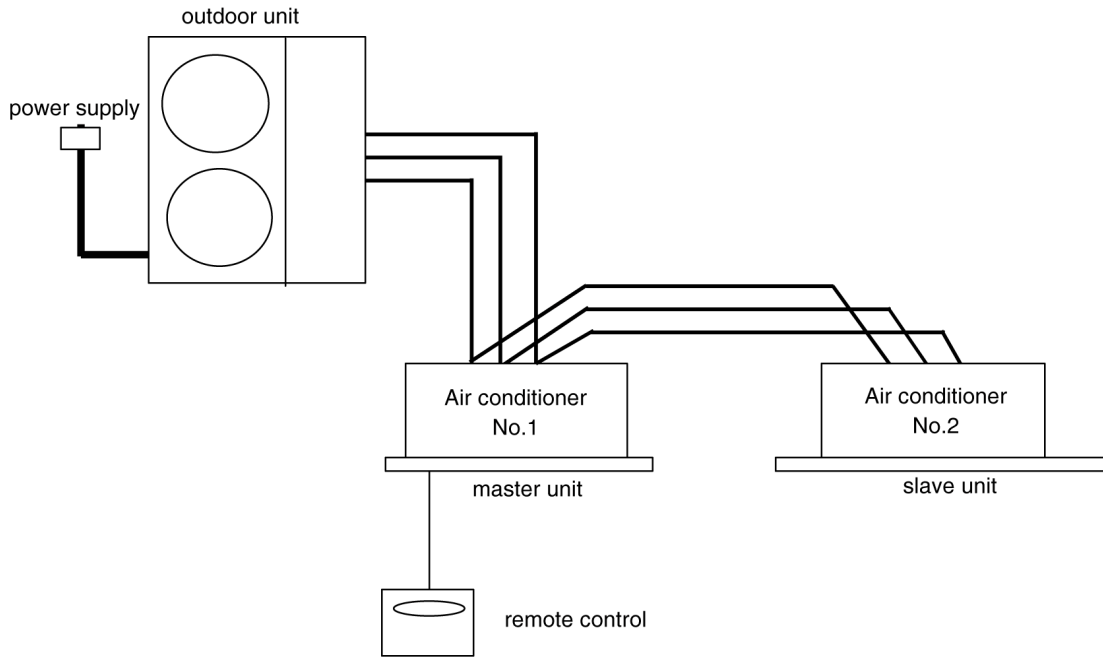 outdoor unit
power supply
Air conditioner
No.1
Air conditioner
No.2
master unit
slave unit
remote control